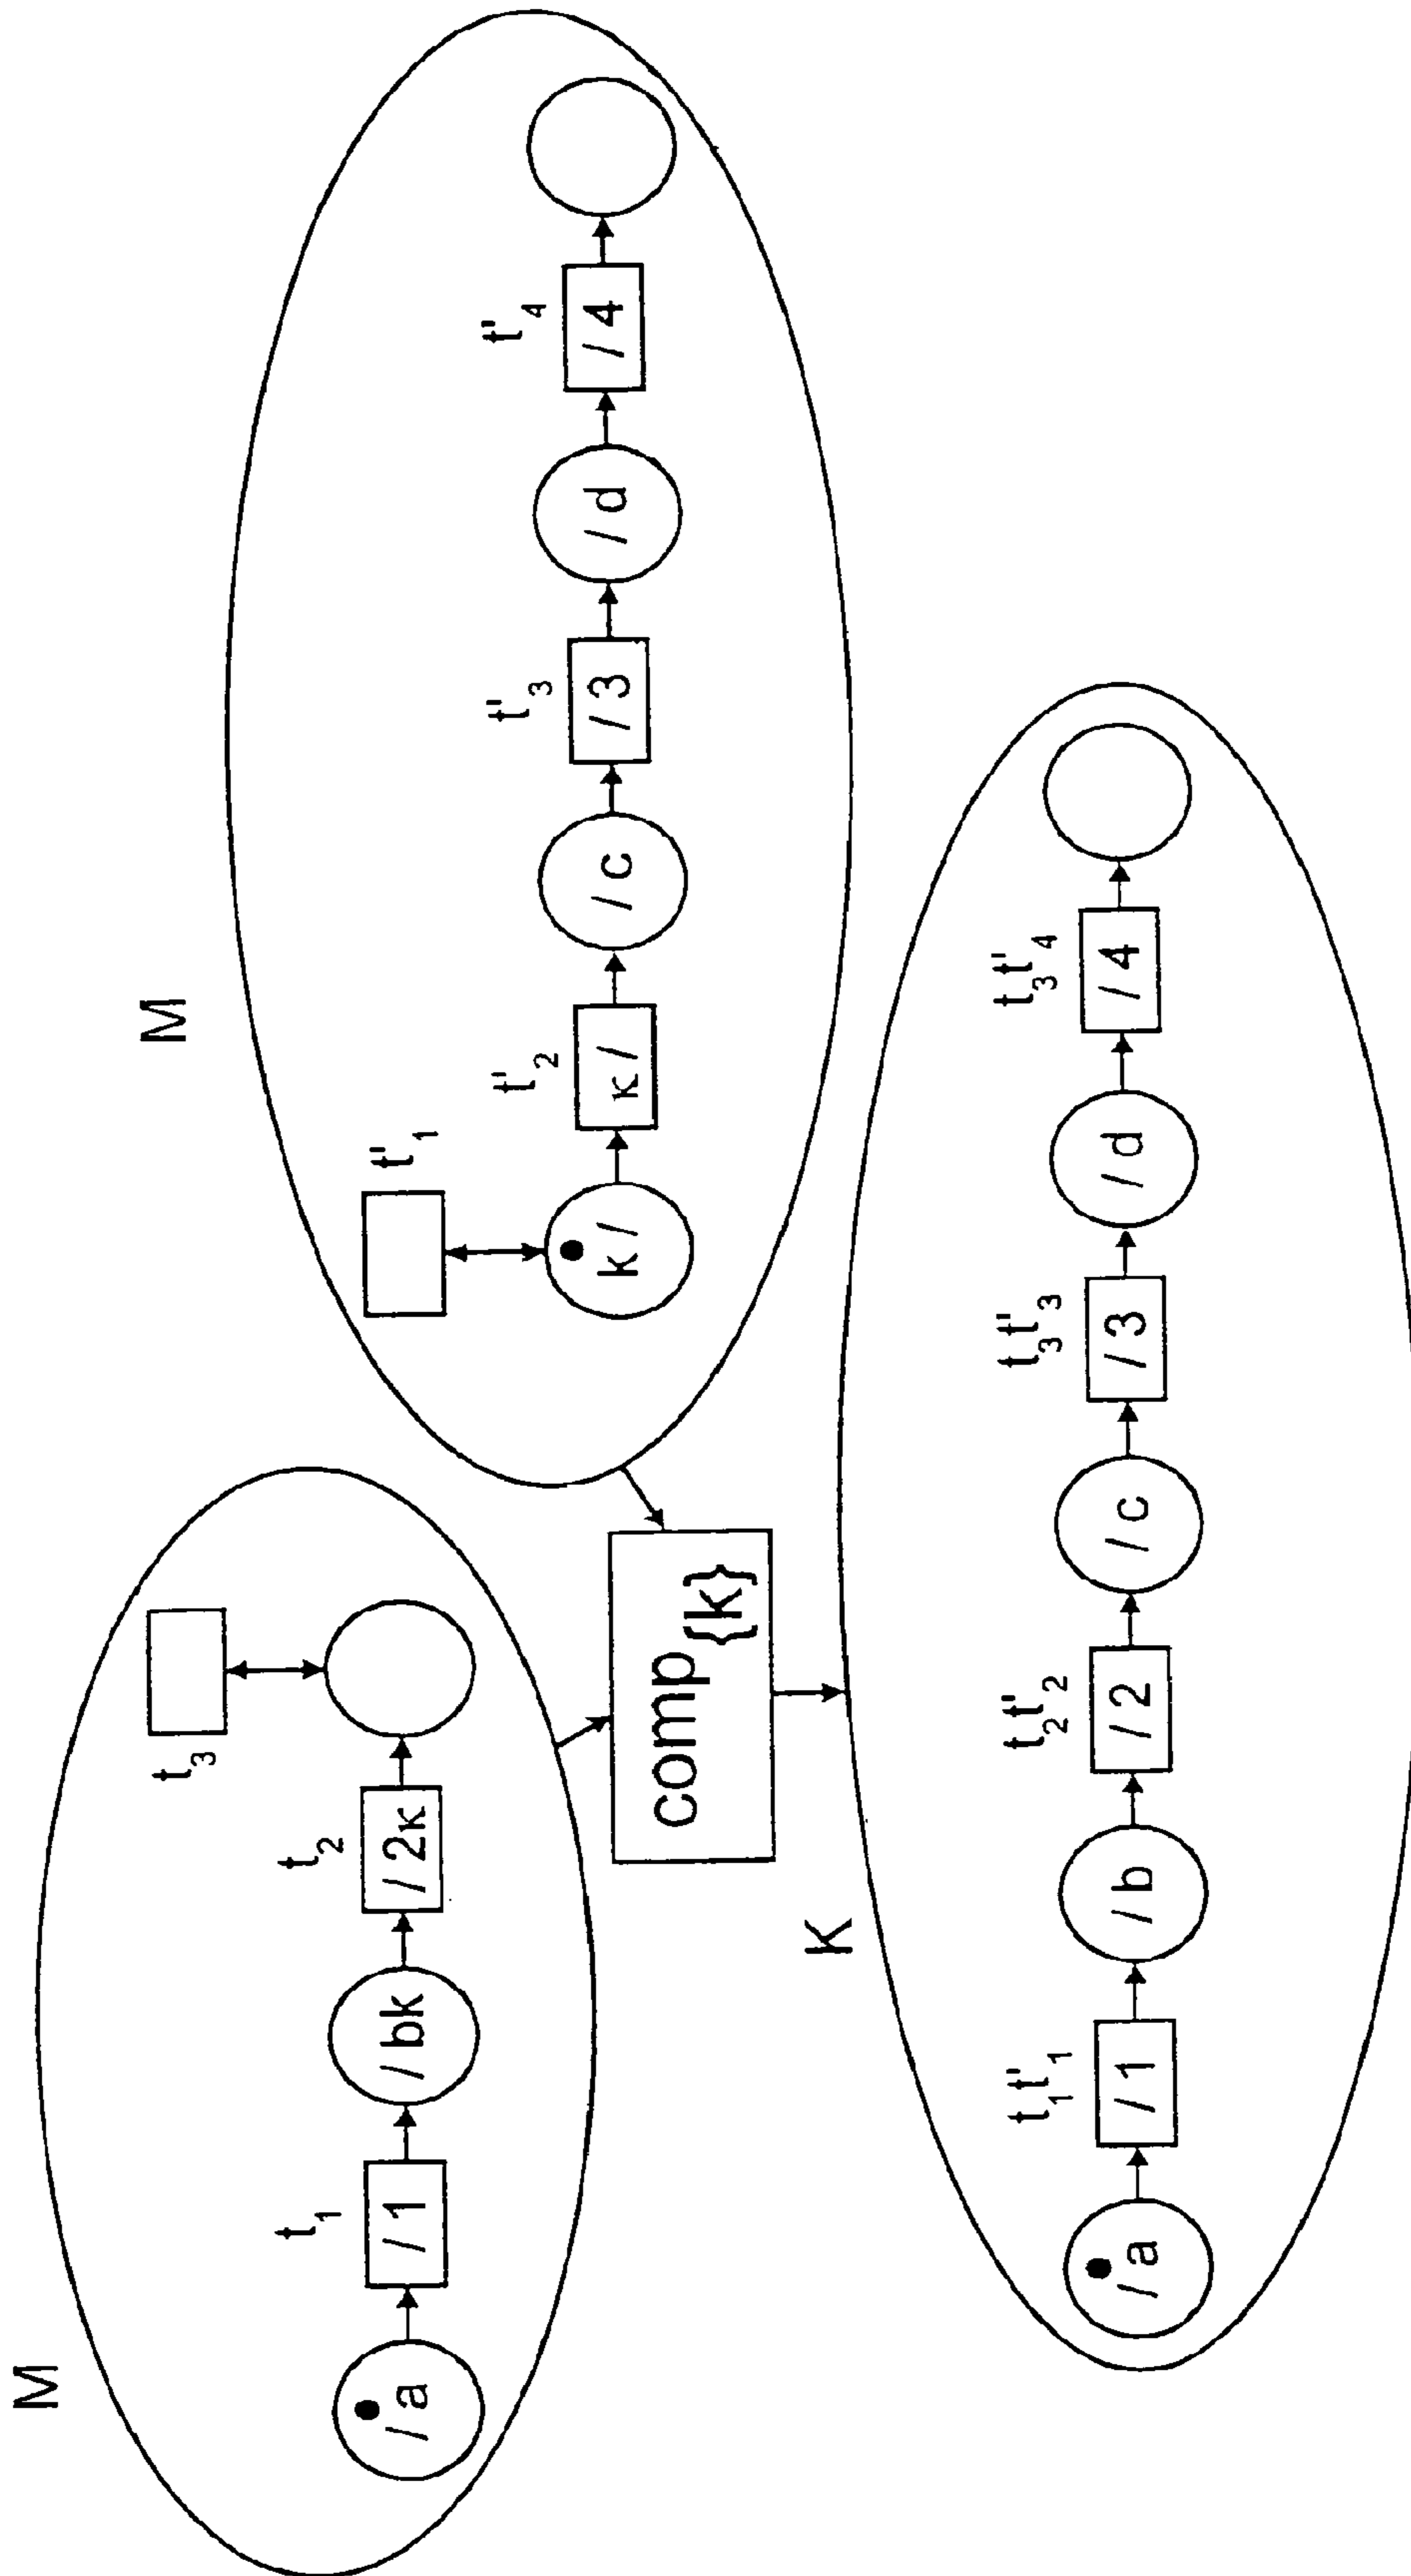 M
t₁ t₂ t₃
/ a / 1 / bk / 2κ
M
t'₁ t'₂ t'₃ t'₄
k / κ / / c / 3 / d / 4
comp{k}
K
t₁t'₁ t₂t'₂ t₃t'₃ t₃t'₄
/ a / 1 / b / 2 / c / 3 / d / 4